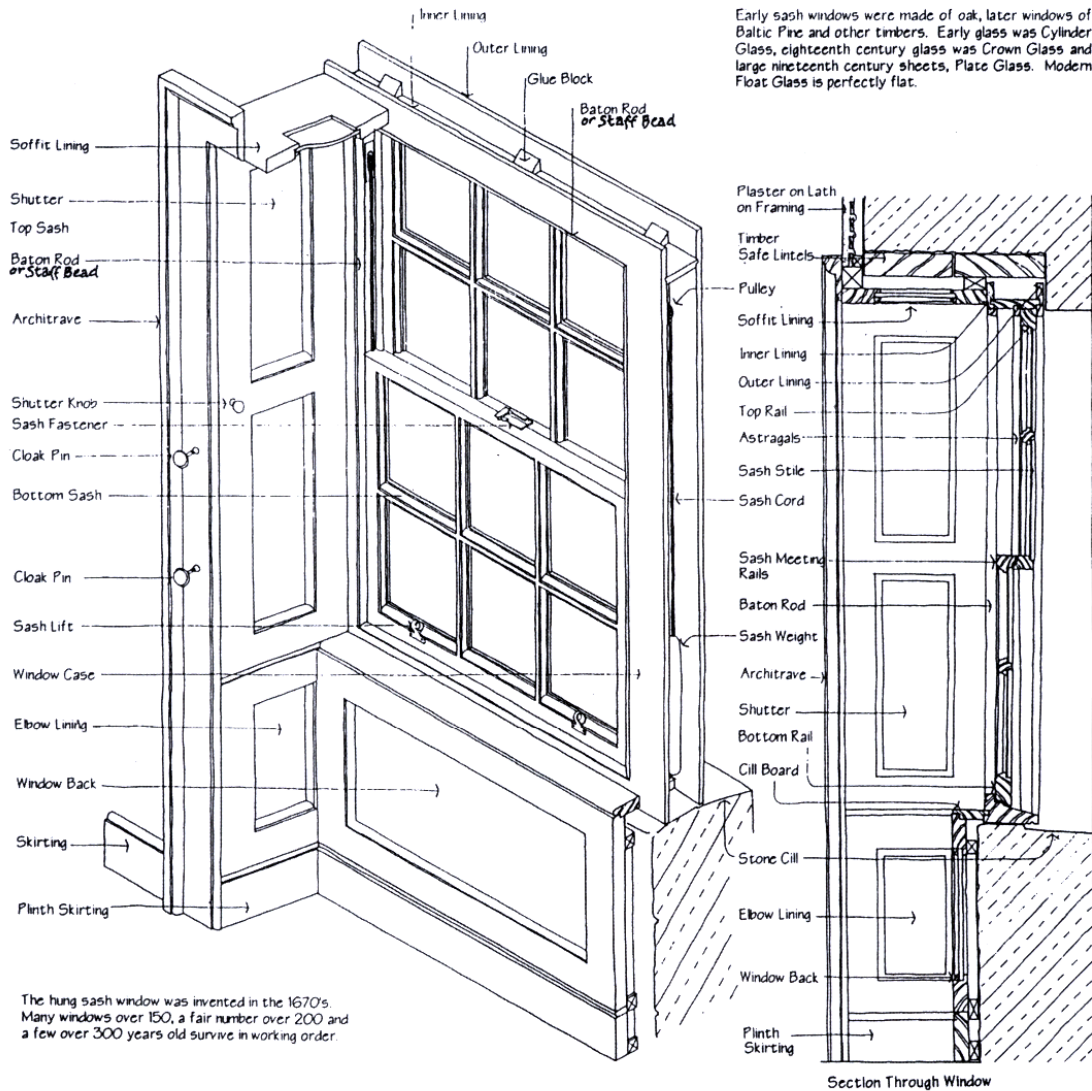 Inner Lining
Outer Lining
Glue Block
Baton Rod
or Staff Bead
Early sash windows were made of oak, later windows of
Baltic Pine and other timbers. Early glass was Cylinder
Glass, eighteenth century glass was Crown Glass and
large nineteenth century sheets, Plate Glass. Modern
Float Glass is perfectly flat.
Soffit Lining
Shutter
Top Sash
Baton Rod
or Staff Bead
Architrave
Shutter Knob
Sash Fastener
Cloak Pin
Bottom Sash
Cloak Pin
Sash Lift
Window Case
Elbow Lining
Window Back
Skirting
Plinth Skirting
Plaster on Lath
on Framing
Timber
Safe Lintels
Pulley
Soffit Lining
Inner Lining
Outer Lining
Top Rail
Astragals
Sash Stile
Sash Cord
Sash Meeting
Rails
Baton Rod
Sash Weight
Architrave
Shutter
Bottom Rail
Cill Board
Stone Cill
Elbow Lining
Window Back
Plinth
Skirting
The hung sash window was invented in the 1670's.
Many windows over 150, a fair number over 200 and
a few over 300 years old survive in working order.
Section Through Window